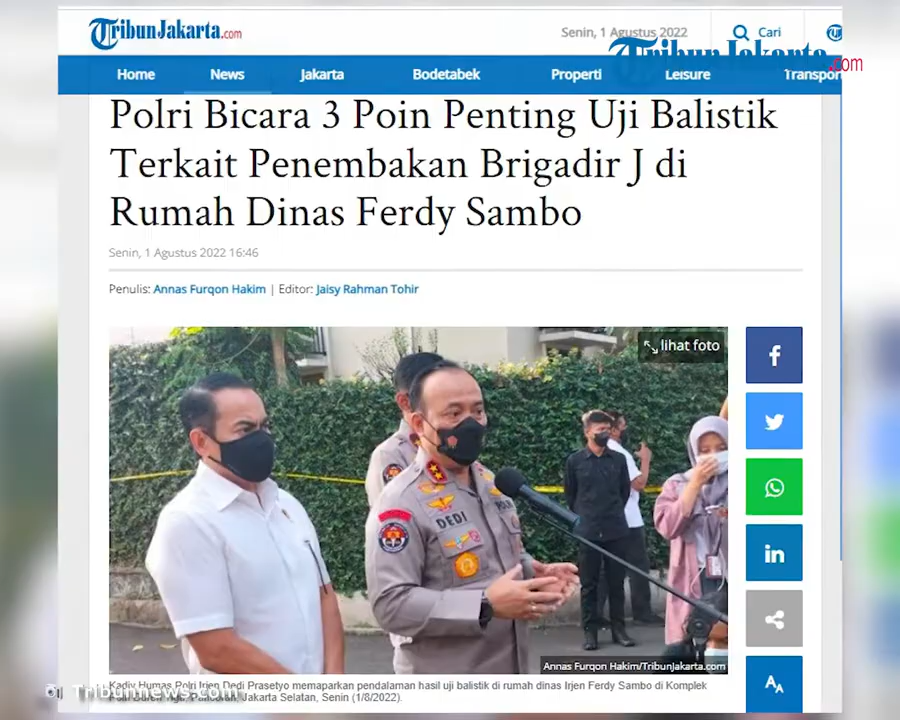 TribunJakarta.com
Senin, 1 Agustus 2022
Cari
TribunJakarta.com
Home News Jakarta Bodetabek Properti Leisure Transpor
Polri Bicara 3 Poin Penting Uji Balistik
Terkait Penembakan Brigadir J di
Rumah Dinas Ferdy Sambo
Senin, 1 Agustus 2022 16:46
Penulis: Annas Furqon Hakim | Editor: Jaisy Rahman Tohir
lihat foto
DEDI
Annas Furqon Hakim/TribunJakarta.com
Kadiv Humas Polri Irjen Dedi Prasetyo memaparkan pendalaman hasil uji balistik di rumah dinas Irjen Ferdy Sambo di Komplek
Jakarta Selatan, Senin (1/8/2022).
Tribunnews.com